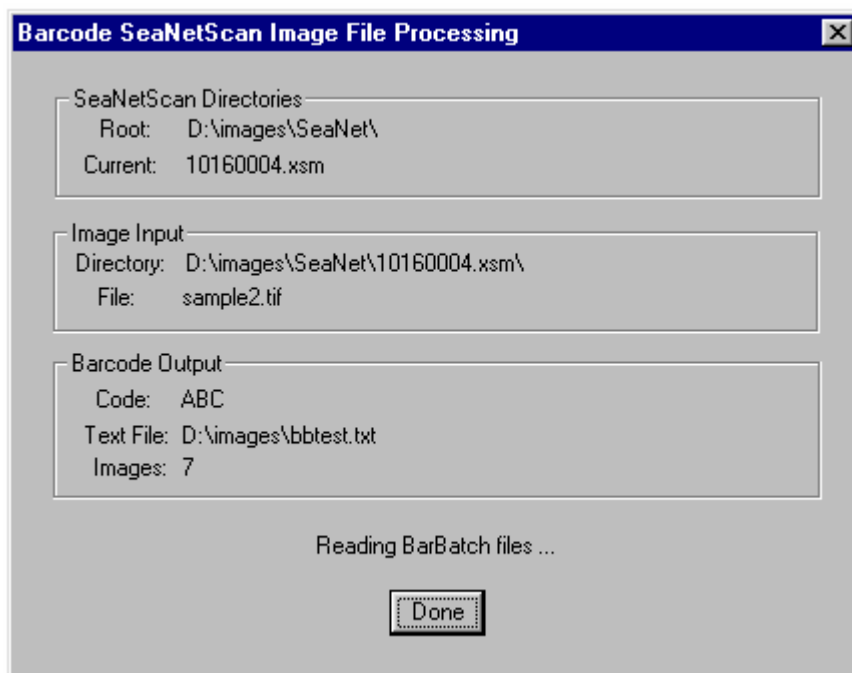 Barcode SeaNetScan Image File Processing
SeaNetScan Directories
Root: D:\images\SeaNet\
Current: 10160004.xsm
Image Input
Directory: D:\images\SeaNet\10160004.xsm\
File: sample2.tif
Barcode Output
Code: ABC
Text File: D:\images\bbtest.txt
Images: 7
Reading BarBatch files ...
Done